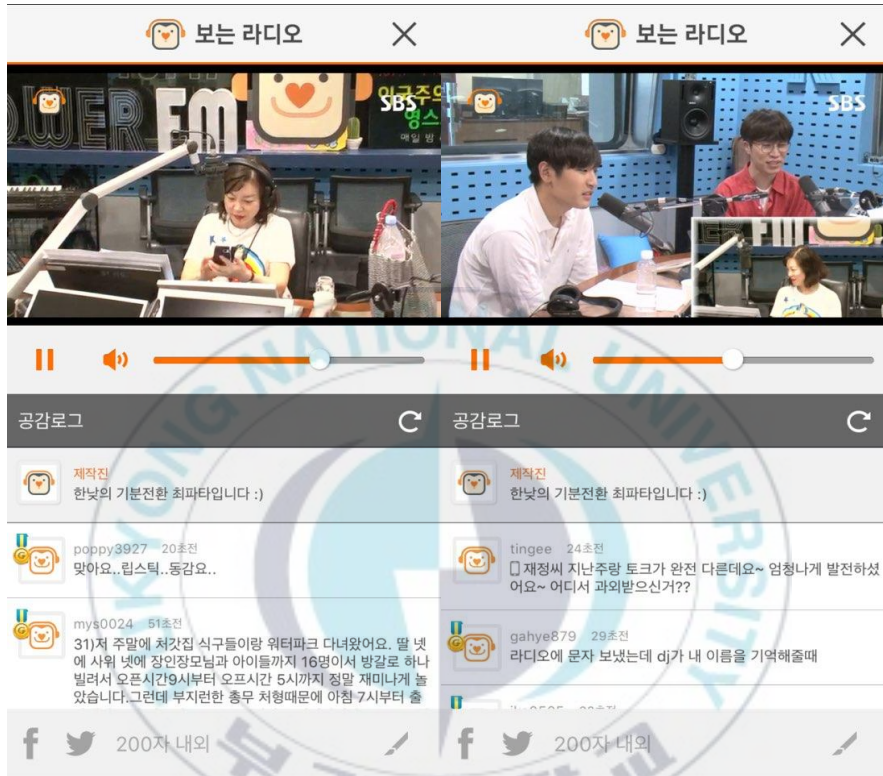 보는 라디오
OWER FM
SBS
영스
매일 밤
공감로그
제작진
한낮의 기분전환 최파타입니다 :)
poppy3927 20초전
맞아요..립스틱..동감요..
mys0024 51초전
31)저 주말에 처갓집 식구들이랑 워터파크 다녀왔어요. 딸 넷
에 사위 넷에 장인장모님과 아이들까지 16명이서 방갈로 하나
빌려서 오픈시간9시부터 오프시간 5시까지 정말 재미나게 놀
았습니다.그런데 부지런한 총무 처형때문에 아침 7시부터 출
200자 내외
보는 라디오
SBS
공감로그
제작진
한낮의 기분전환 최파타입니다 :)
tingee 24초전
재정씨 지난주랑 토크가 완전 다른데요~ 엄청나게 발전하셨
어요~ 어디서 과외받으신거??
gahye879 29초전
라디오에 문자 보냈는데 dj가 내 이름을 기억해줄때
200자 내외
PUKYONG NATIONAL UNIVERSITY